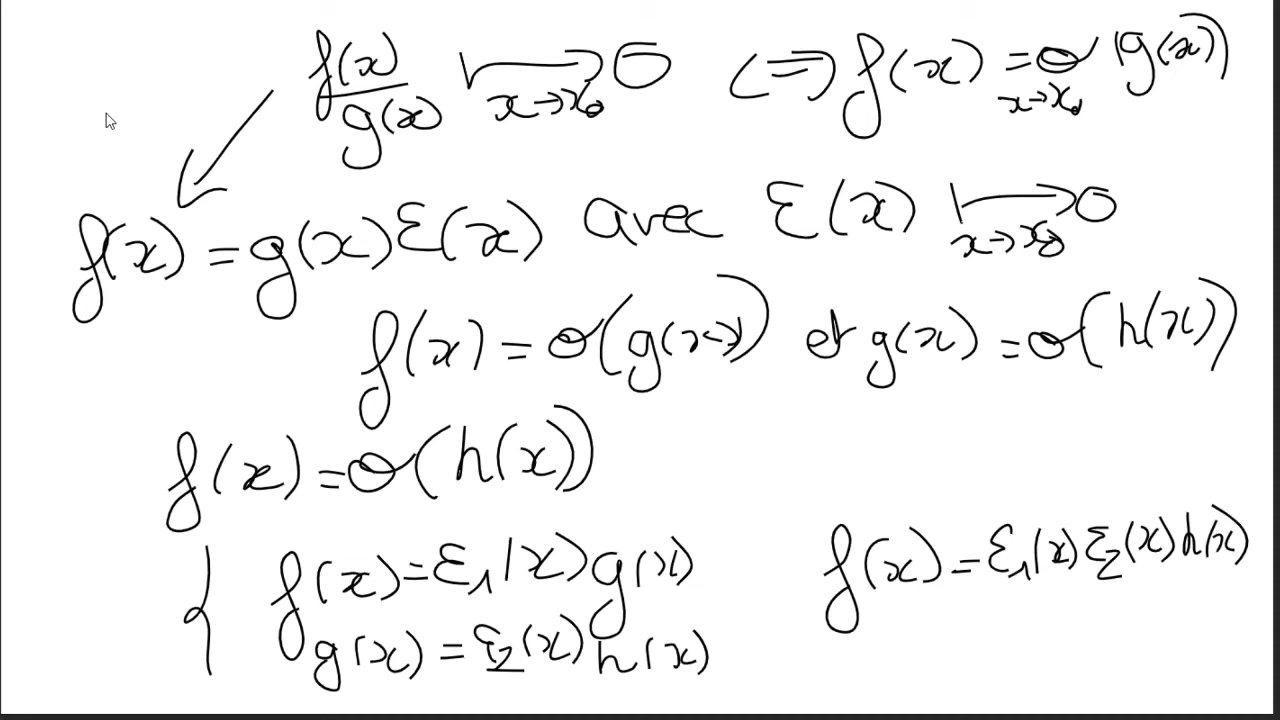 f(x)/g(x) ⟼ 0 x→x₀ ⟺ f(x) = o(g(x)) x→x₀
f(x) = g(x)ε(x) avec ε(x) ⟼ 0 x→x₀
f(x) = o(g(x)) et g(x) = o(h(x))
f(x) = o(h(x))
{ f(x) = ε₁(x)g(x) f(x) = ε₁(x)ε₂(x)h(x)
g(x) = ε₂(x)h(x)